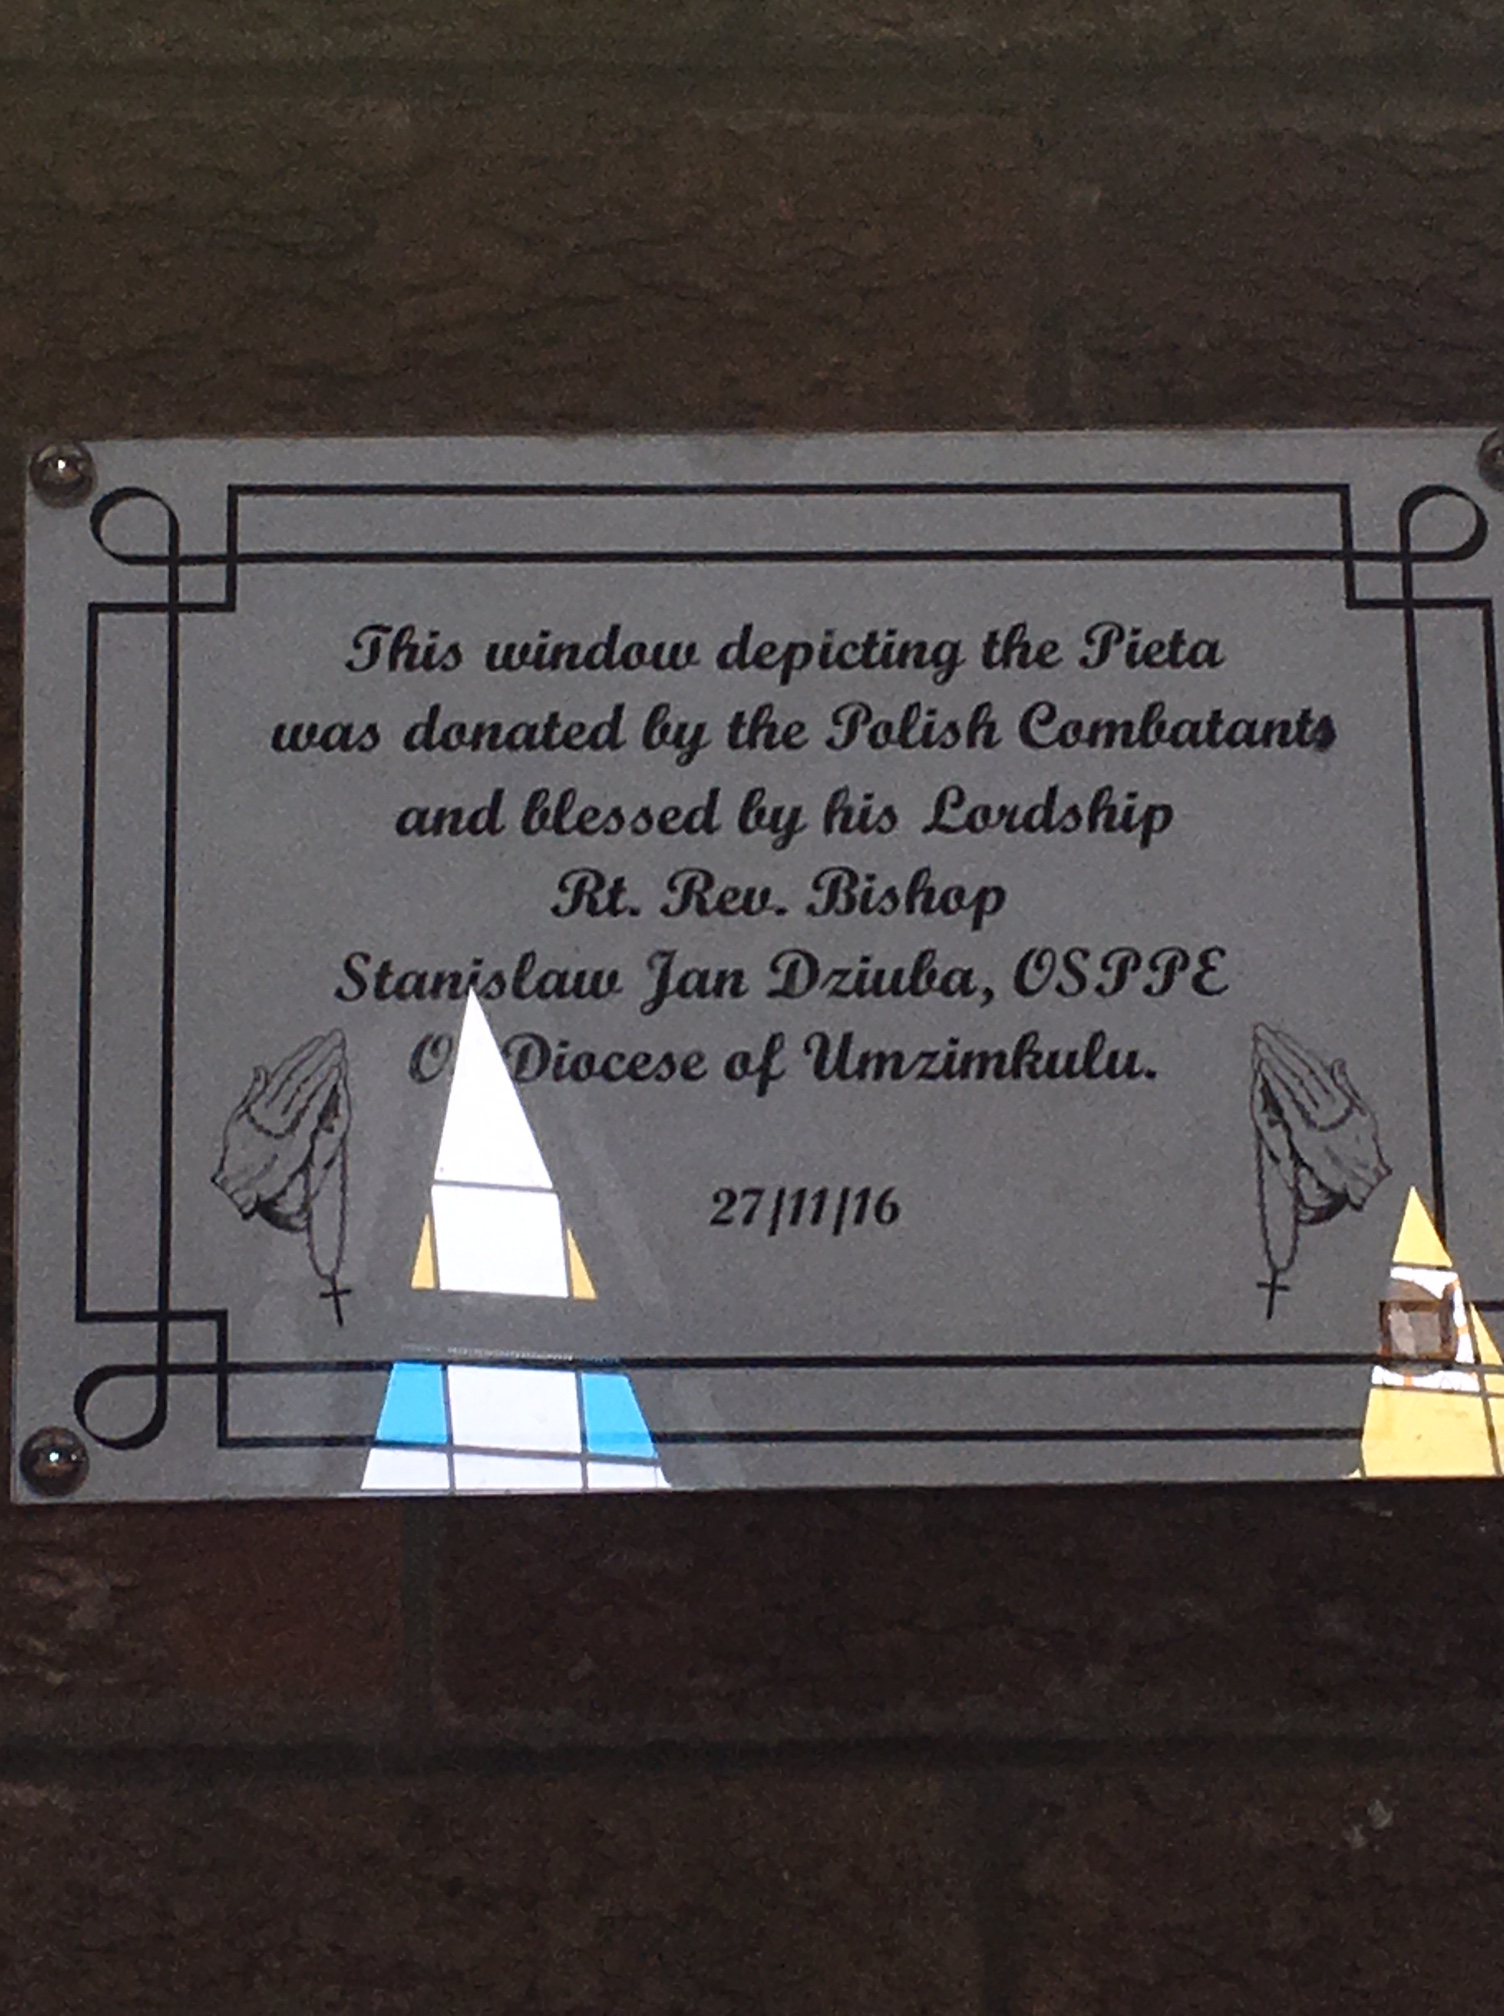 This window depicting the Pieta
was donated by the Polish Combatants
and blessed by his Lordship
Rt. Rev. Bishop
Stanislaw Jan Dziuba, OSPPE
Diocese of Umzimkulu.
27/11/16